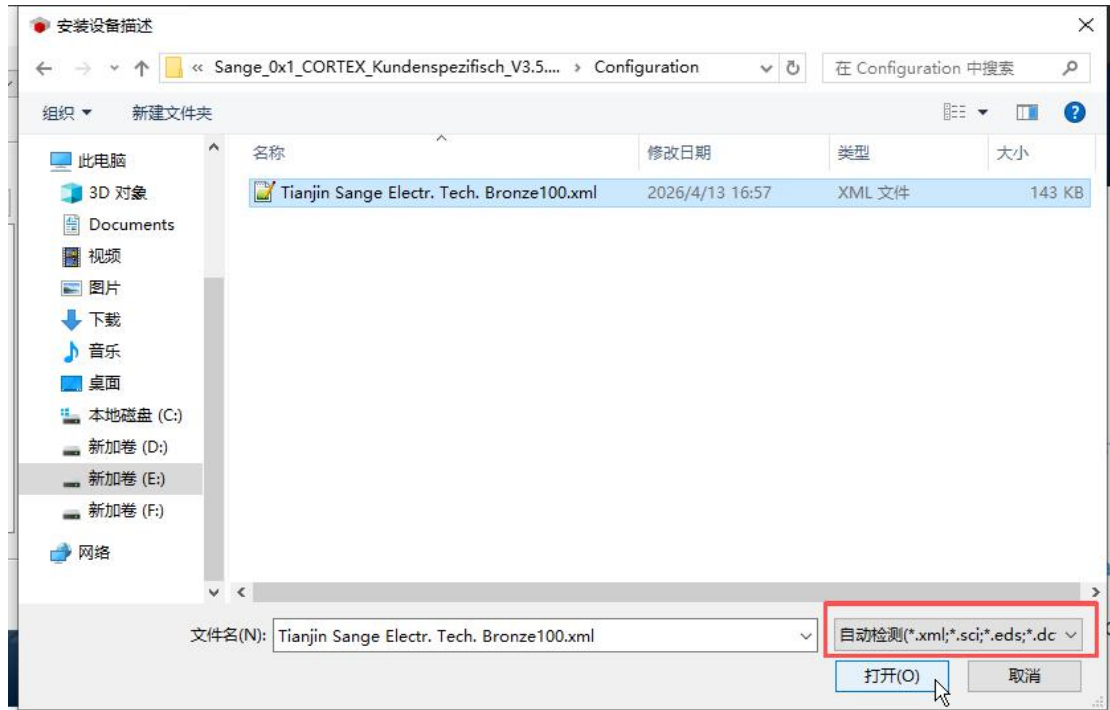 安装设备描述
« Sange_0x1_CORTEX_Kundenspezifisch_V3.5.... › Configuration
在 Configuration 中搜索
组织 新建文件夹
名称 修改日期 类型 大小
Tianjin Sange Electr. Tech. Bronze100.xml 2026/4/13 16:57 XML 文件 143 KB
此电脑
3D 对象
Documents
视频
图片
下载
音乐
桌面
本地磁盘 (C:)
新加卷 (D:)
新加卷 (E:)
新加卷 (F:)
网络
文件名(N): Tianjin Sange Electr. Tech. Bronze100.xml
自动检测(*.xml;*.sci;*.eds;*.dc
打开(O) 取消